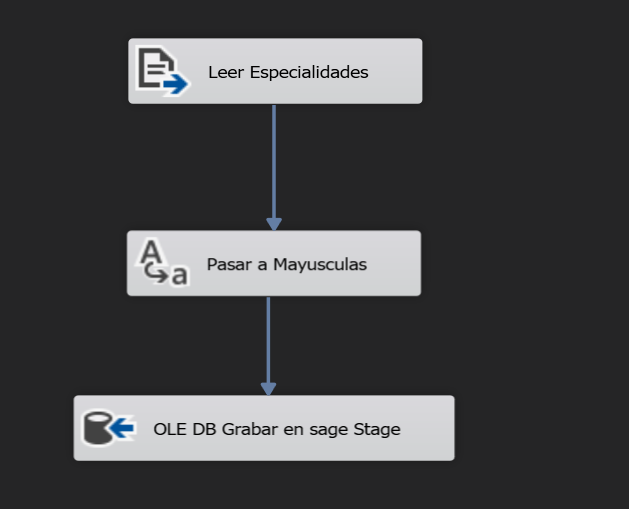 Leer Especialidades
A
a
Pasar a Mayusculas
OLE DB Grabar en sage Stage